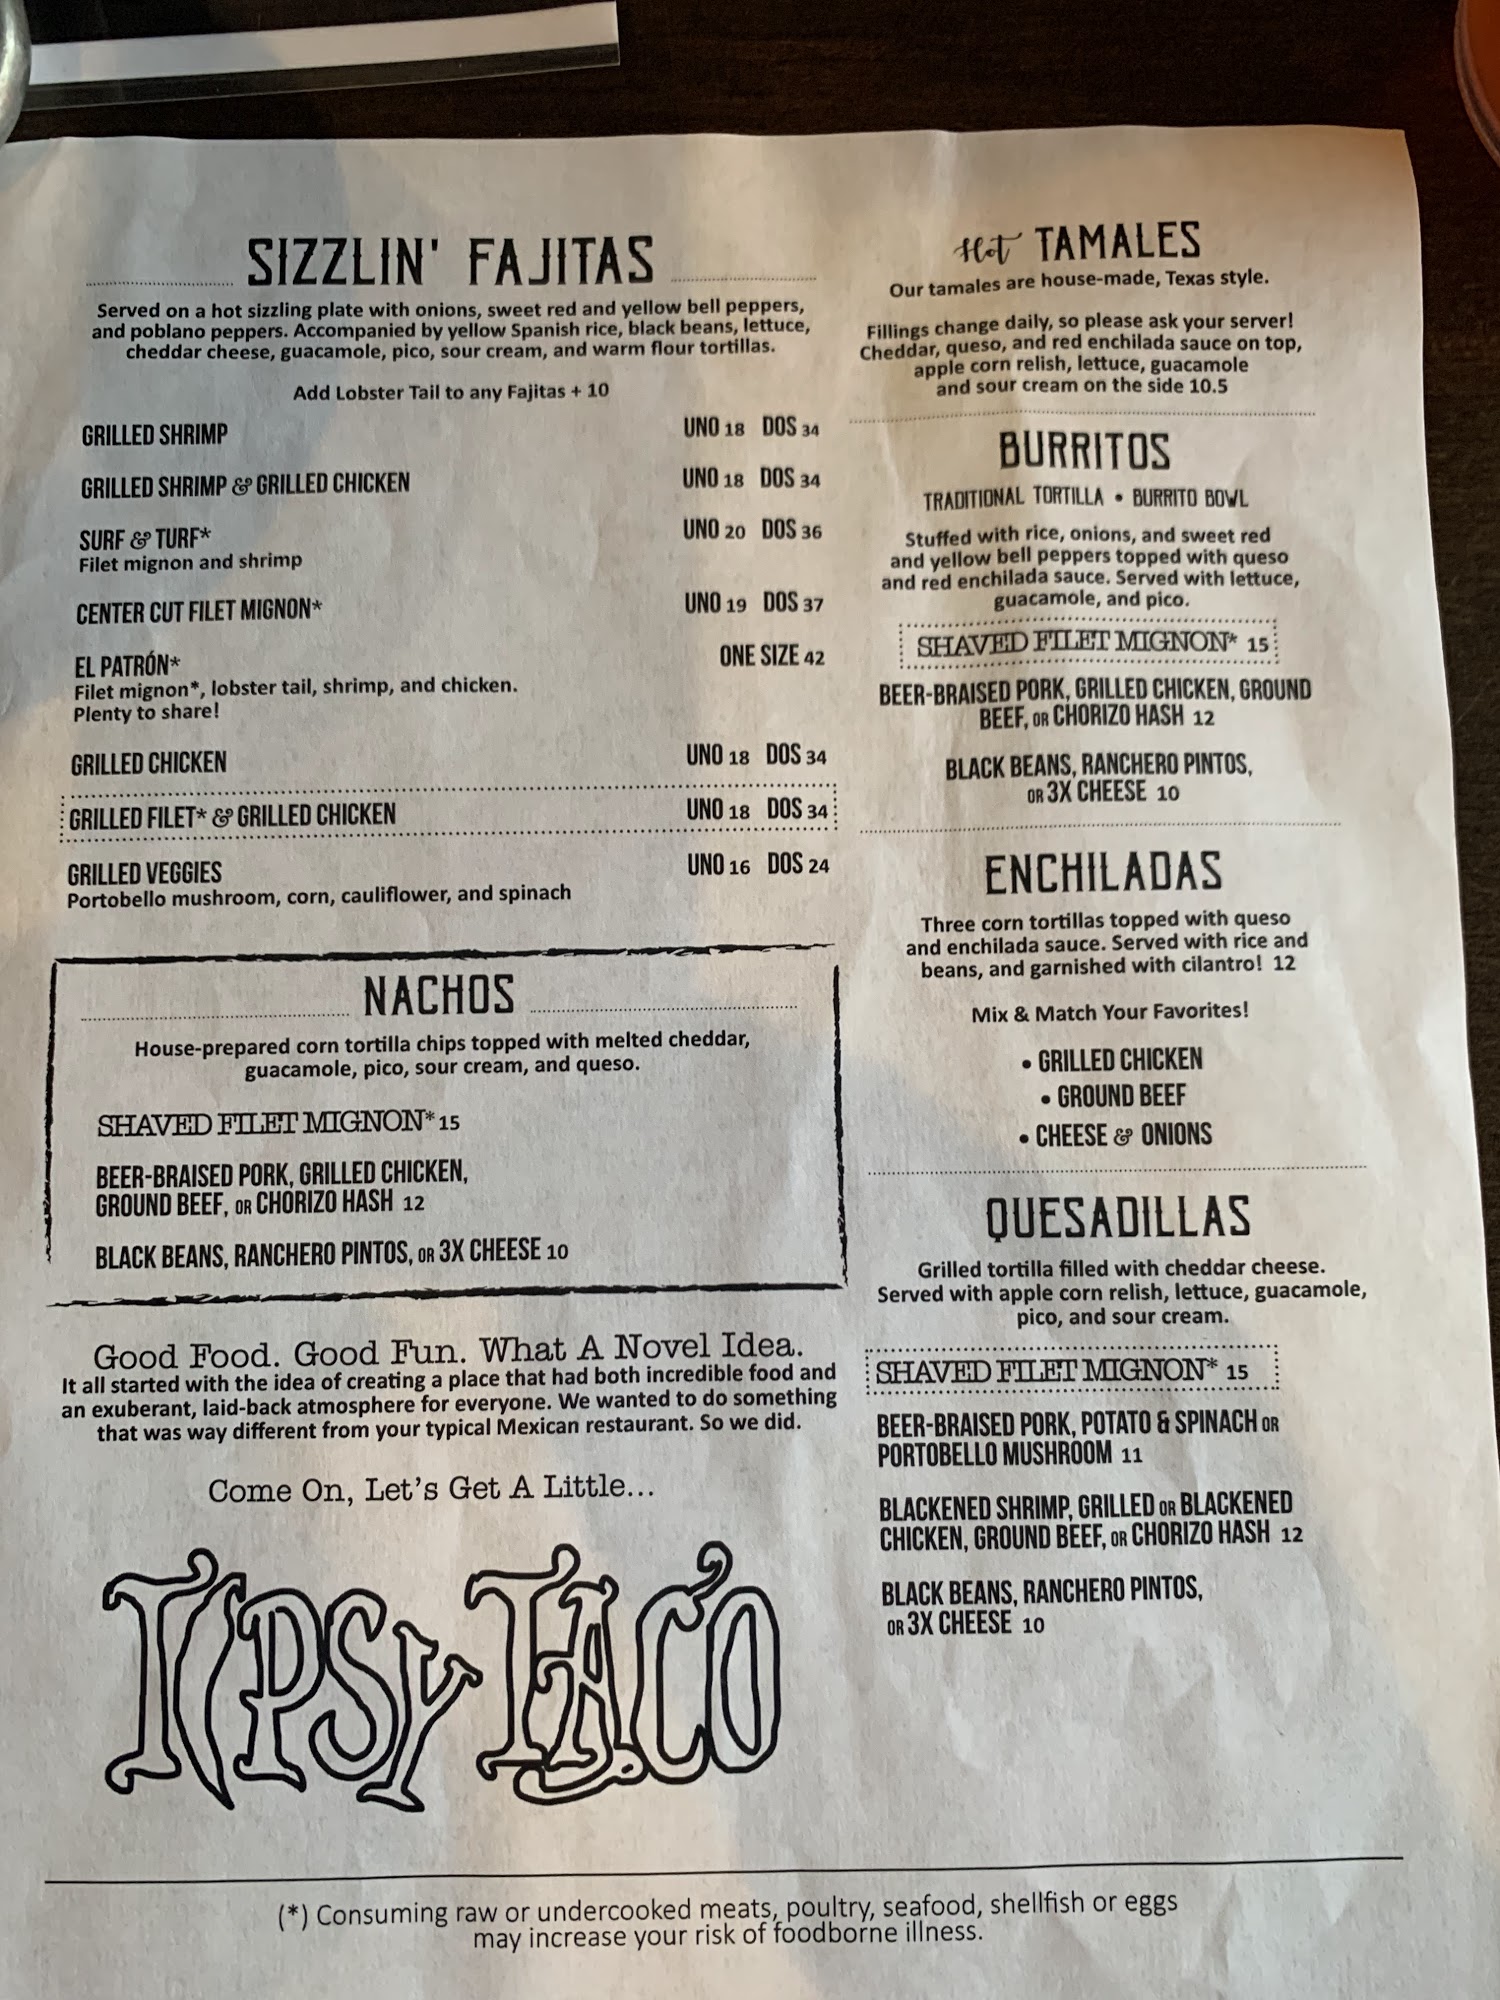 SIZZLIN' FAJITAS
Served on a hot sizzling plate with onions, sweet red and yellow bell peppers,
and poblano peppers. Accompanied by yellow Spanish rice, black beans, lettuce,
cheddar cheese, guacamole, pico, sour cream, and warm flour tortillas.
Add Lobster Tail to any Fajitas + 10
GRILLED SHRIMP UNO 18 DOS 34
GRILLED SHRIMP & GRILLED CHICKEN UNO 18 DOS 34
SURF & TURF* UNO 20 DOS 36
Filet mignon and shrimp
CENTER CUT FILET MIGNON* UNO 19 DOS 37
EL PATRÓN* ONE SIZE 42
Filet mignon*, lobster tail, shrimp, and chicken.
Plenty to share!
GRILLED CHICKEN UNO 18 DOS 34
GRILLED FILET* & GRILLED CHICKEN UNO 18 DOS 34
GRILLED VEGGIES UNO 16 DOS 24
Portobello mushroom, corn, cauliflower, and spinach
NACHOS
House-prepared corn tortilla chips topped with melted cheddar,
guacamole, pico, sour cream, and queso.
SHAVED FILET MIGNON* 15
BEER-BRAISED PORK, GRILLED CHICKEN,
GROUND BEEF, OR CHORIZO HASH 12
BLACK BEANS, RANCHERO PINTOS, OR 3X CHEESE 10
Good Food. Good Fun. What A Novel Idea.
It all started with the idea of creating a place that had both incredible food and
an exuberant, laid-back atmosphere for everyone. We wanted to do something
that was way different from your typical Mexican restaurant. So we did.
Come On, Let's Get A Little...
TIPSY TACO
Hot TAMALES
Our tamales are house-made, Texas style.
Fillings change daily, so please ask your server!
Cheddar, queso, and red enchilada sauce on top,
apple corn relish, lettuce, guacamole
and sour cream on the side 10.5
BURRITOS
TRADITIONAL TORTILLA • BURRITO BOWL
Stuffed with rice, onions, and sweet red
and yellow bell peppers topped with queso
and red enchilada sauce. Served with lettuce,
guacamole, and pico.
SHAVED FILET MIGNON* 15
BEER-BRAISED PORK, GRILLED CHICKEN, GROUND
BEEF, OR CHORIZO HASH 12
BLACK BEANS, RANCHERO PINTOS,
OR 3X CHEESE 10
ENCHILADAS
Three corn tortillas topped with queso
and enchilada sauce. Served with rice and
beans, and garnished with cilantro! 12
Mix & Match Your Favorites!
• GRILLED CHICKEN
• GROUND BEEF
• CHEESE & ONIONS
QUESADILLAS
Grilled tortilla filled with cheddar cheese.
Served with apple corn relish, lettuce, guacamole,
pico, and sour cream.
SHAVED FILET MIGNON* 15
BEER-BRAISED PORK, POTATO & SPINACH OR
PORTOBELLO MUSHROOM 11
BLACKENED SHRIMP, GRILLED OR BLACKENED
CHICKEN, GROUND BEEF, OR CHORIZO HASH 12
BLACK BEANS, RANCHERO PINTOS,
OR 3X CHEESE 10
(*) Consuming raw or undercooked meats, poultry, seafood, shellfish or eggs
may increase your risk of foodborne illness.